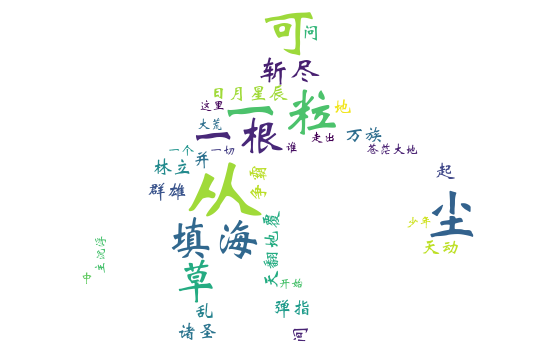 可
问
斩尽
日月星辰
这里
一粒
地
大荒
一根
谁
走出
万族
苍茫大地
一个
并
一切
林立
霸
争
起
群雄
从
少年
尘
天动
填海
天翻地覆
主沉浮
中
草
开始
乱
弹指
诸圣
回